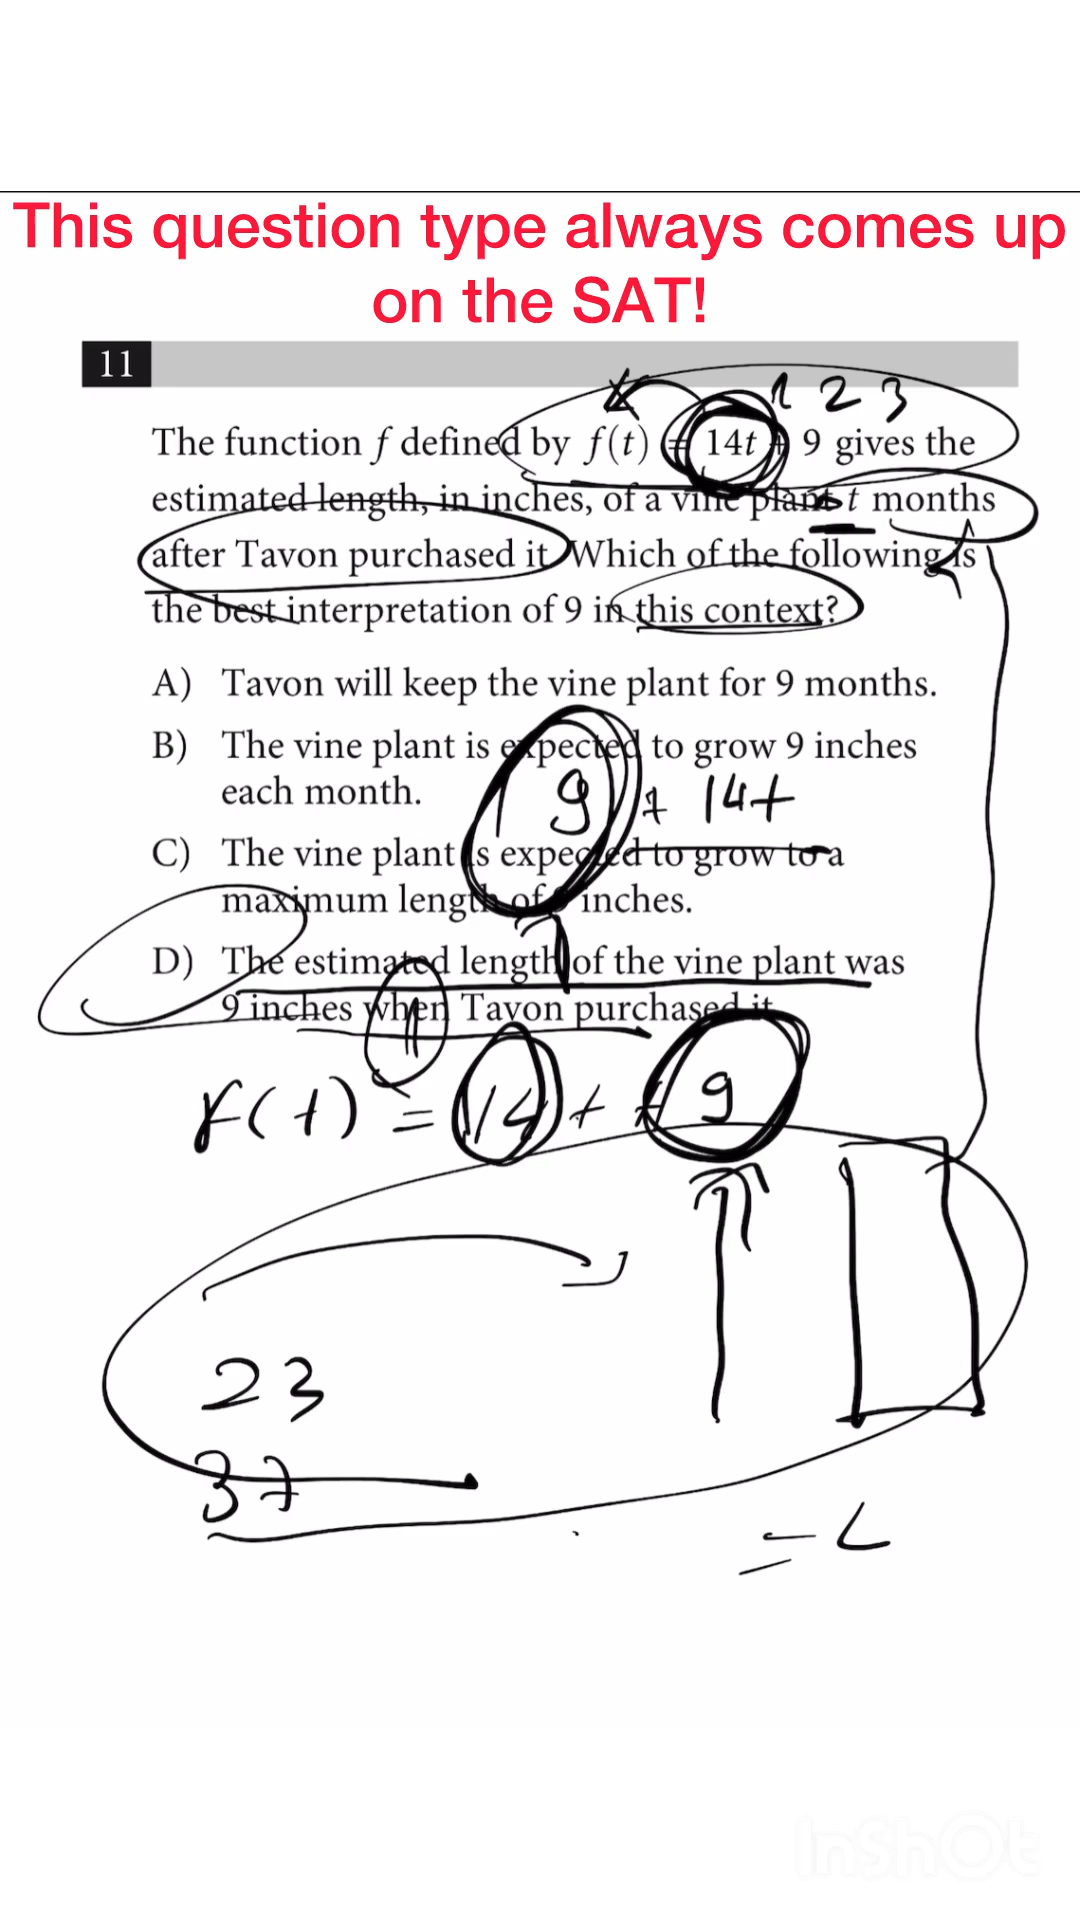 This question type always comes up
on the SAT!
11
1 2 3
The function f defined by f(t) = 14t + 9 gives the
estimated length, in inches, of a vine plant t months
after Tavon purchased it. Which of the following is
the best interpretation of 9 in this context?
A) Tavon will keep the vine plant for 9 months.
B) The vine plant is expected to grow 9 inches
each month.
9 + 14t
C) The vine plant is expected to grow to a
maximum length of 9 inches.
D) The estimated length of the vine plant was
9 inches when Tavon purchased it.
f(t) = 14t + 9
23
37
InShOt